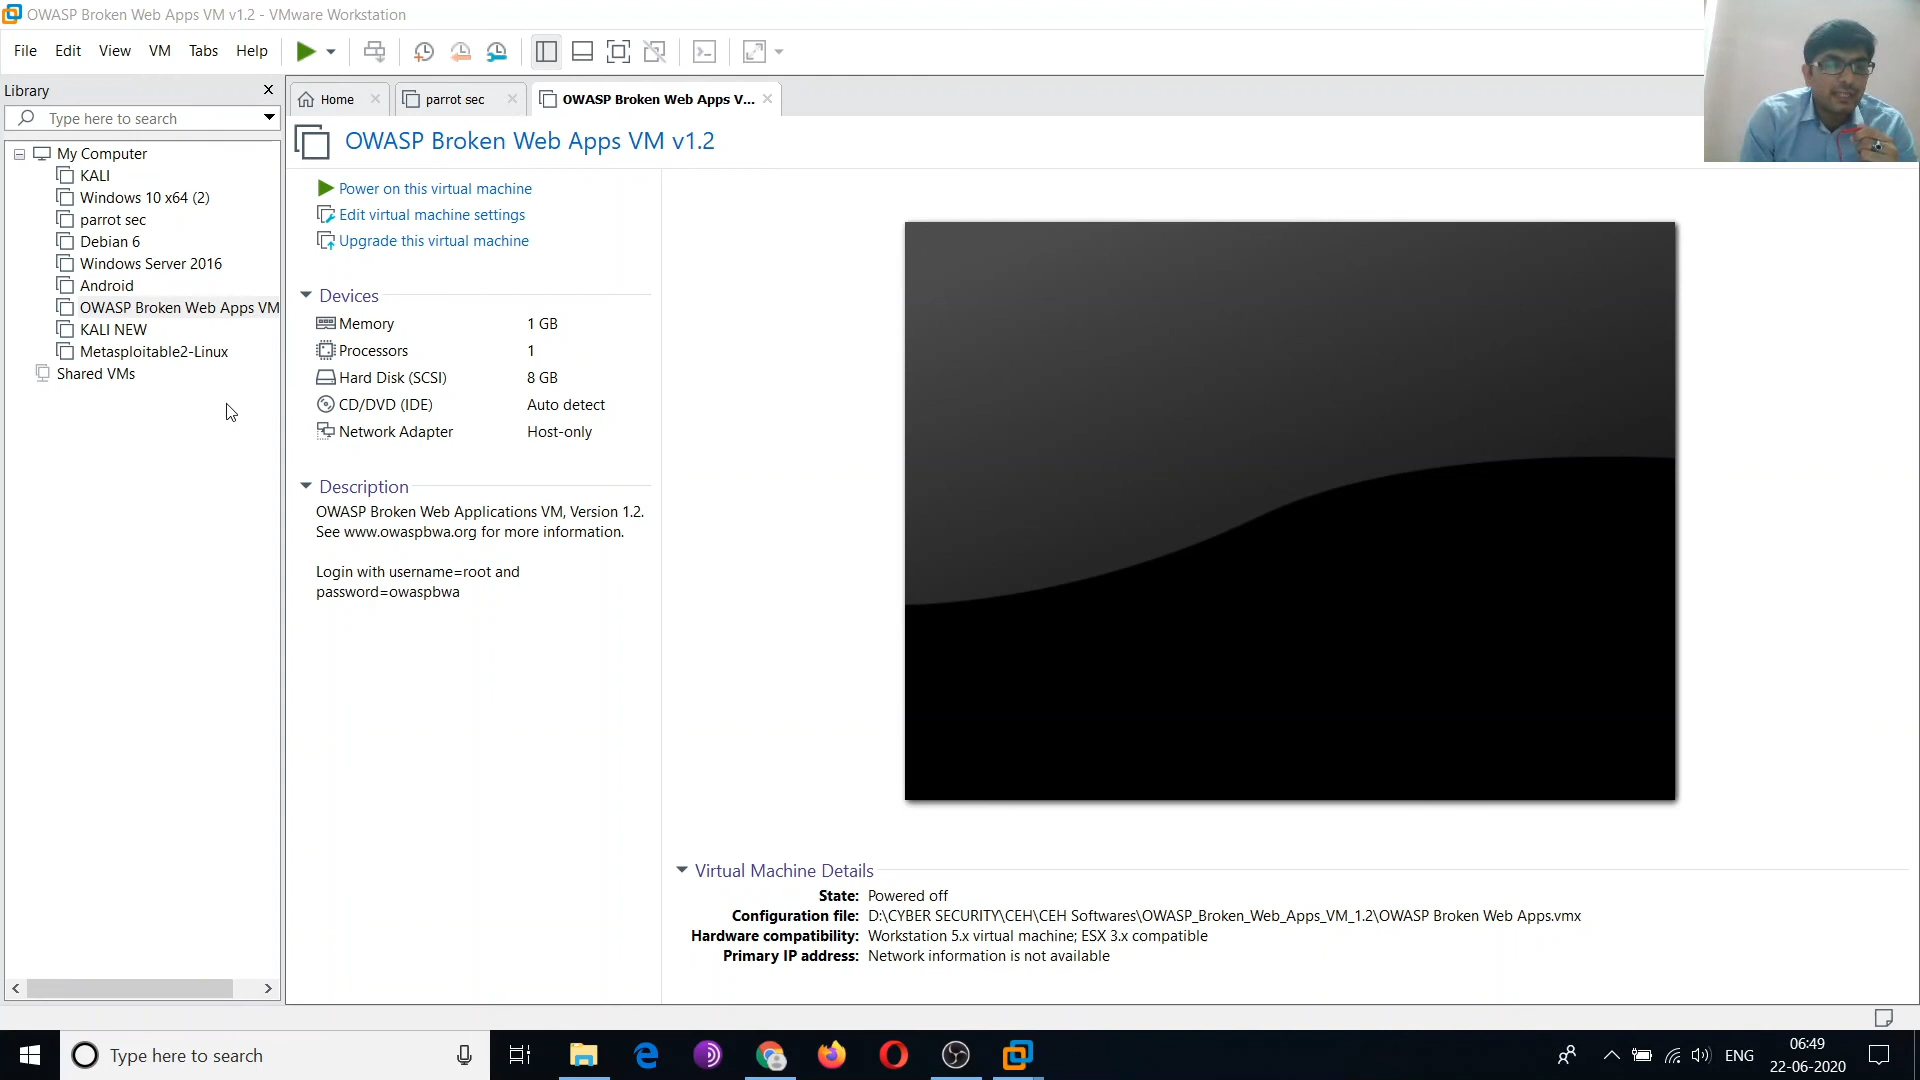 OWASP Broken Web Apps VM v1.2 - VMware Workstation
File Edit View VM Tabs Help
Library
Type here to search
My Computer
KALI
Windows 10 x64 (2)
parrot sec
Debian 6
Windows Server 2016
Android
OWASP Broken Web Apps VM
KALI NEW
Metasploitable2-Linux
Shared VMs
Home
parrot sec
OWASP Broken Web Apps V...
OWASP Broken Web Apps VM v1.2
Power on this virtual machine
Edit virtual machine settings
Upgrade this virtual machine
Devices
Memory 1 GB
Processors 1
Hard Disk (SCSI) 8 GB
CD/DVD (IDE) Auto detect
Network Adapter Host-only
Description
OWASP Broken Web Applications VM, Version 1.2.
See www.owaspbwa.org for more information.
Login with username=root and
password=owaspbwa
Virtual Machine Details
State: Powered off
Configuration file: D:\CYBER SECURITY\CEH\CEH Softwares\OWASP_Broken_Web_Apps_VM_1.2\OWASP Broken Web Apps.vmx
Hardware compatibility: Workstation 5.x virtual machine; ESX 3.x compatible
Primary IP address: Network information is not available
Type here to search
ENG
06:49
22-06-2020